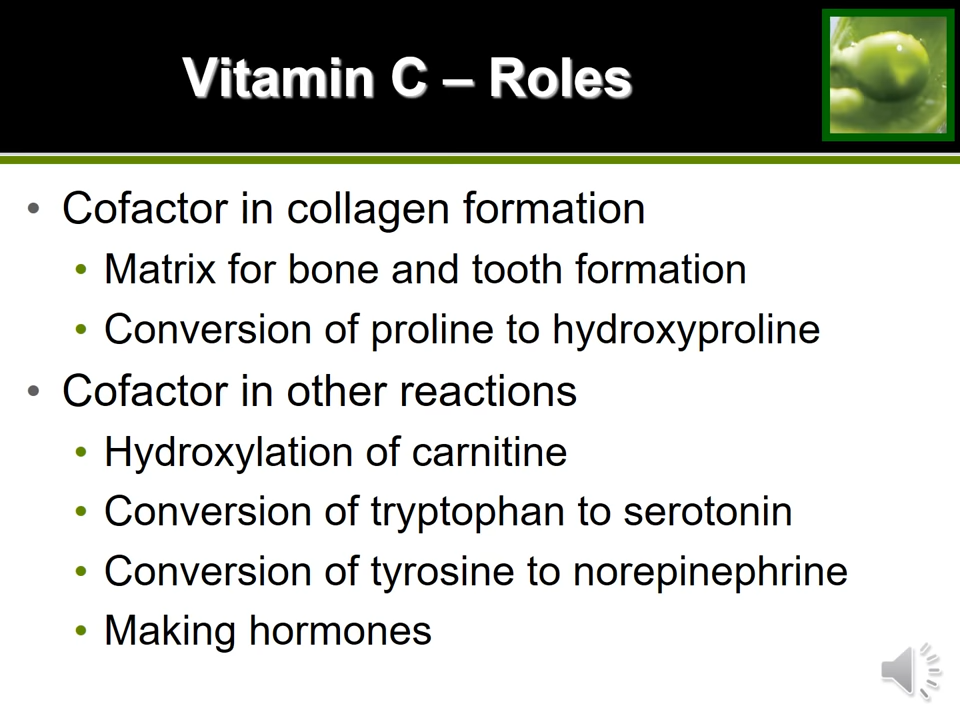 Vitamin C – Roles
• Cofactor in collagen formation
• Matrix for bone and tooth formation
• Conversion of proline to hydroxyproline
• Cofactor in other reactions
• Hydroxylation of carnitine
• Conversion of tryptophan to serotonin
• Conversion of tyrosine to norepinephrine
• Making hormones